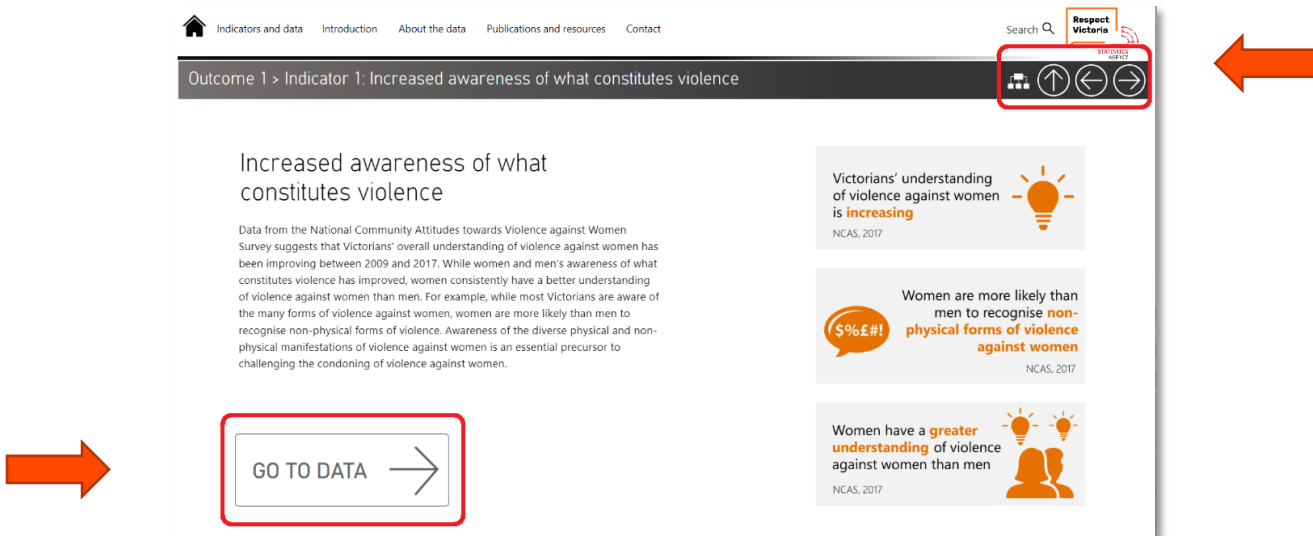 Indicators and data Introduction About the data Publications and resources Contact
Search
Respect
Victoria
STATISTICS
AGENCY
Outcome 1 > Indicator 1: Increased awareness of what constitutes violence
Increased awareness of what
constitutes violence
Data from the National Community Attitudes towards Violence against Women
Survey suggests that Victorians' overall understanding of violence against women has
been improving between 2009 and 2017. While women and men's awareness of what
constitutes violence has improved, women consistently have a better understanding
of violence against women than men. For example, while most Victorians are aware of
the many forms of violence against women, women are more likely than men to
recognise non-physical forms of violence. Awareness of the diverse physical and non-
physical manifestations of violence against women is an essential precursor to
challenging the condoning of violence against women.
GO TO DATA
Victorians' understanding
of violence against women
is increasing
NCAS, 2017
$%£#!
Women are more likely than
men to recognise non-
physical forms of violence
against women
NCAS, 2017
Women have a greater
understanding of violence
against women than men
NCAS, 2017